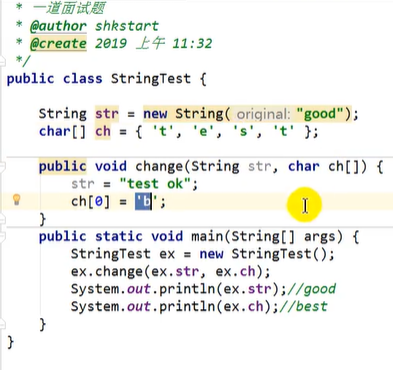 * 一道面试题
* @author shkstart
* @create 2019 上午 11:32
*/
public class StringTest {
String str = new String( original: "good");
char[] ch = { 't', 'e', 's', 't' };
public void change(String str, char ch[]) {
str = "test ok";
ch[0] = 'b';
}
public static void main(String[] args) {
StringTest ex = new StringTest();
ex.change(ex.str, ex.ch);
System.out.println(ex.str);//good
System.out.println(ex.ch);//best
}
}